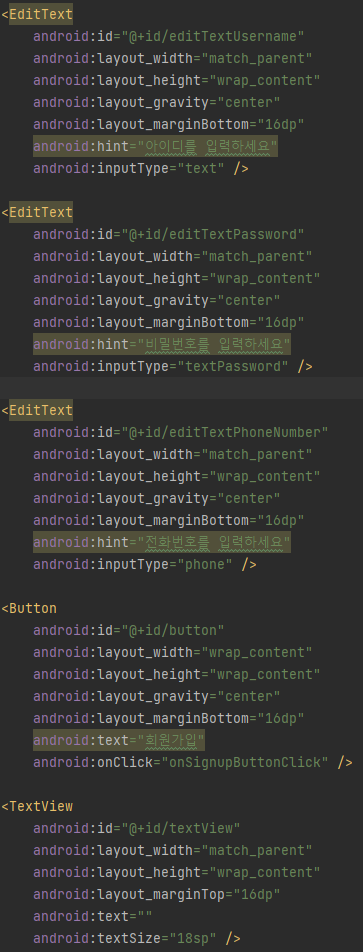 <EditText
    android:id="@+id/editTextUsername"
    android:layout_width="match_parent"
    android:layout_height="wrap_content"
    android:layout_gravity="center"
    android:layout_marginBottom="16dp"
    android:hint="아이디를 입력하세요"
    android:inputType="text" />

<EditText
    android:id="@+id/editTextPassword"
    android:layout_width="match_parent"
    android:layout_height="wrap_content"
    android:layout_gravity="center"
    android:layout_marginBottom="16dp"
    android:hint="비밀번호를 입력하세요"
    android:inputType="textPassword" />

<EditText
    android:id="@+id/editTextPhoneNumber"
    android:layout_width="match_parent"
    android:layout_height="wrap_content"
    android:layout_gravity="center"
    android:layout_marginBottom="16dp"
    android:hint="전화번호를 입력하세요"
    android:inputType="phone" />

<Button
    android:id="@+id/button"
    android:layout_width="wrap_content"
    android:layout_height="wrap_content"
    android:layout_gravity="center"
    android:layout_marginBottom="16dp"
    android:text="회원가입"
    android:onClick="onSignupButtonClick" />

<TextView
    android:id="@+id/textView"
    android:layout_width="match_parent"
    android:layout_height="wrap_content"
    android:layout_marginTop="16dp"
    android:text=""
    android:textSize="18sp" />